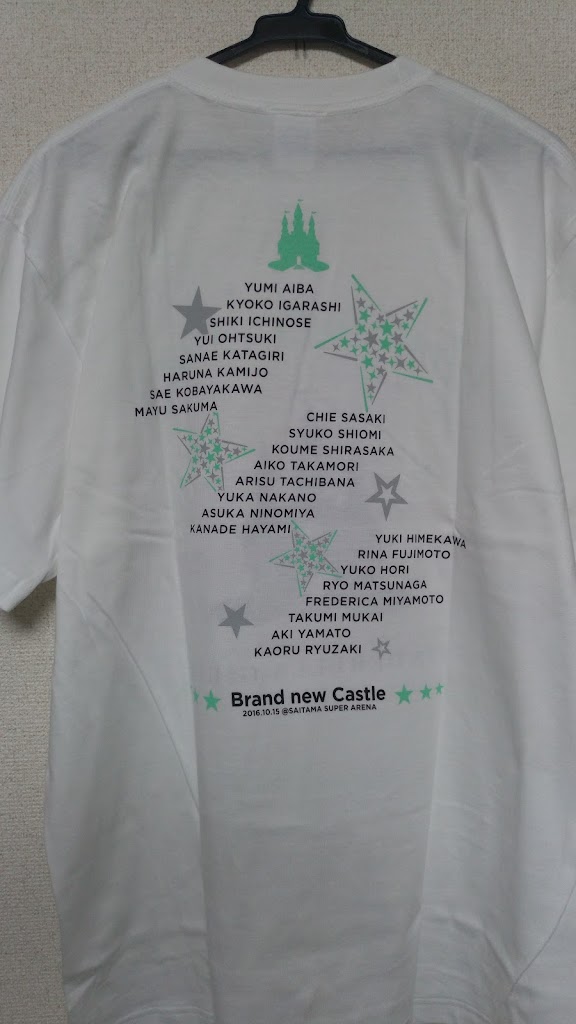 YUMI AIBA
KYOKO IGARASHI
SHIKI ICHINOSE
YUI OHTSUKI
SANAE KATAGIRI
HARUNA KAMIJO
SAE KOBAYAKAWA
MAYU SAKUMA
CHIE SASAKI
SYUKO SHIOMI
KOUME SHIRASAKA
AIKO TAKAMORI
ARISU TACHIBANA
YUKA NAKANO
ASUKA NINOMIYA
KANADE HAYAMI
YUKI HIMEKAWA
RINA FUJIMOTO
YUKO HORI
RYO MATSUNAGA
FREDERICA MIYAMOTO
TAKUMI MUKAI
AKI YAMATO
KAORU RYUZAKI
Brand new Castle
2016.10.15 @SAITAMA SUPER ARENA